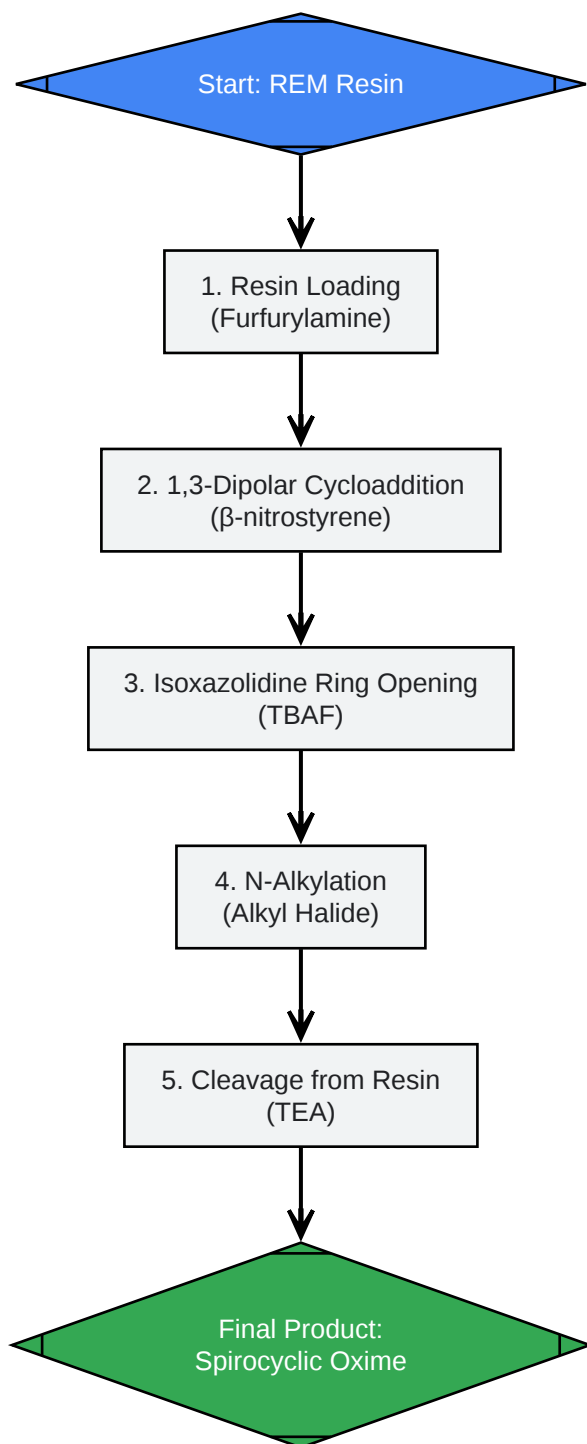 Start: REM Resin
1. Resin Loading
(Furfurylamine)
2. 1,3-Dipolar Cycloaddition
(β-nitrostyrene)
3. Isoxazolidine Ring Opening
(TBAF)
4. N-Alkylation
(Alkyl Halide)
5. Cleavage from Resin
(TEA)
Final Product:
Spirocyclic Oxime